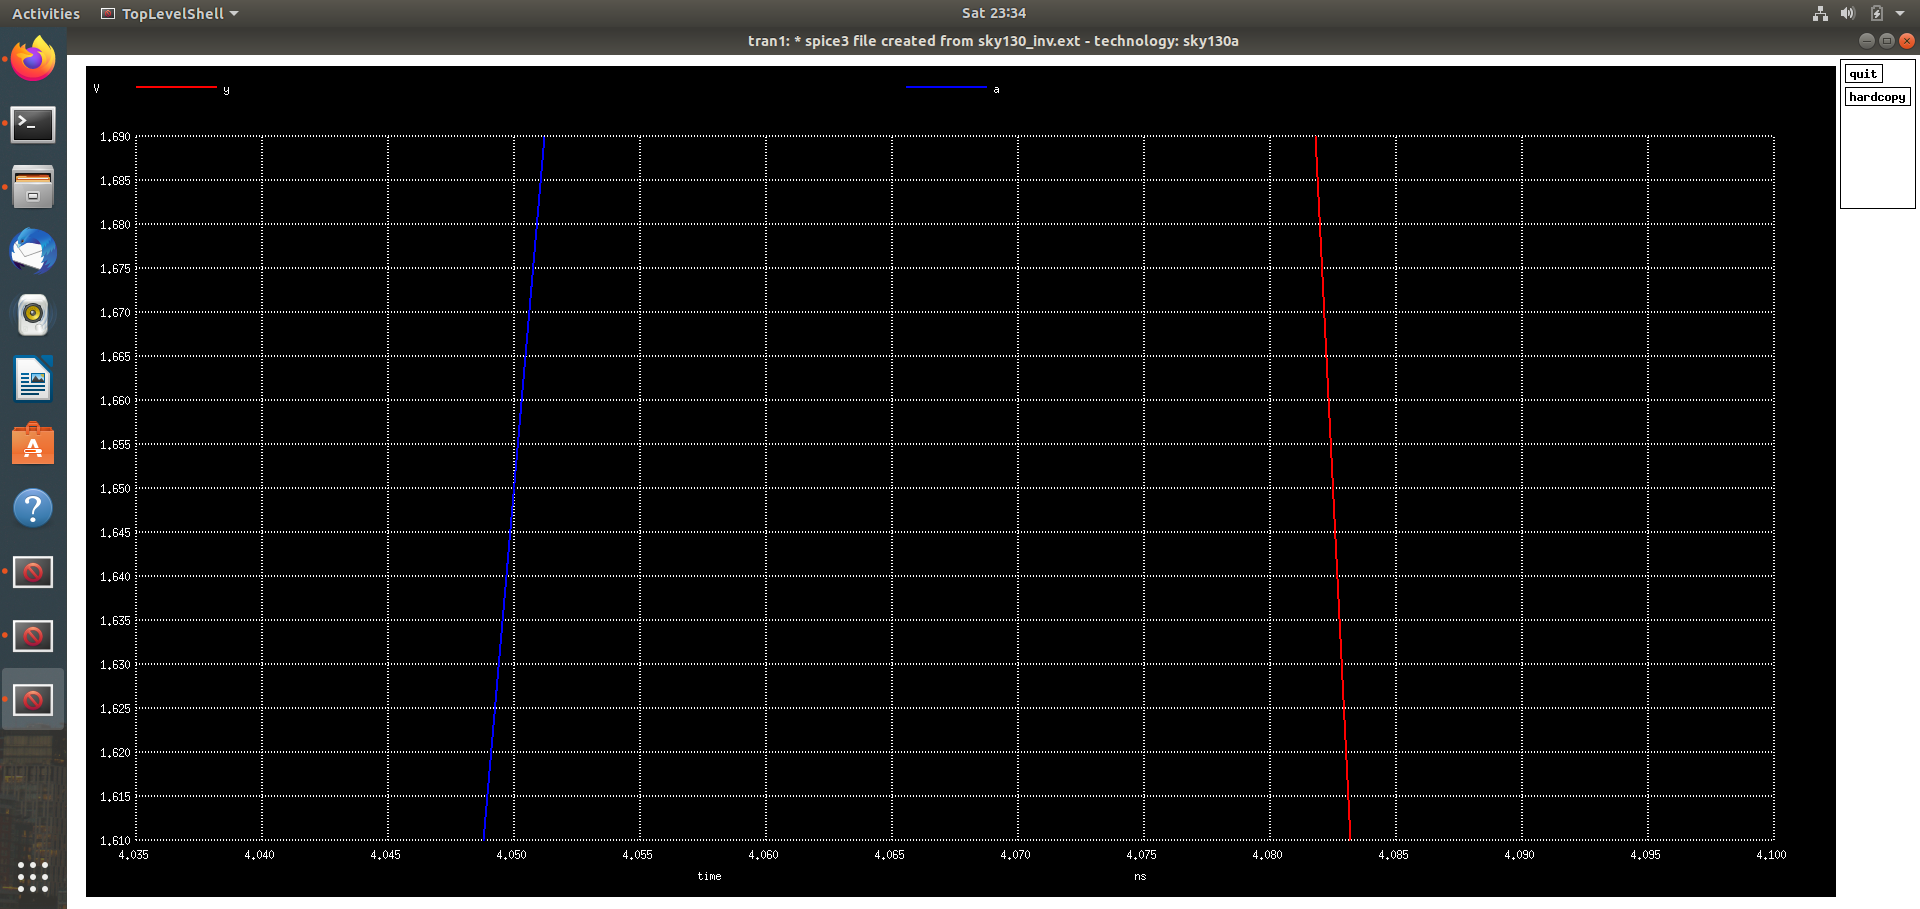 Activities TopLevelShell Sat 23:34
tran1: * spice3 file created from sky130_inv.ext - technology: sky130a
quit
hardcopy
V y a
1.690
1.685
1.680
1.675
1.670
1.665
1.660
1.655
1.650
1.645
1.640
1.635
1.630
1.625
1.620
1.615
1.610
4.035 4.040 4.045 4.050 4.055 4.060 4.065 4.070 4.075 4.080 4.085 4.090 4.095 4.100
time ns